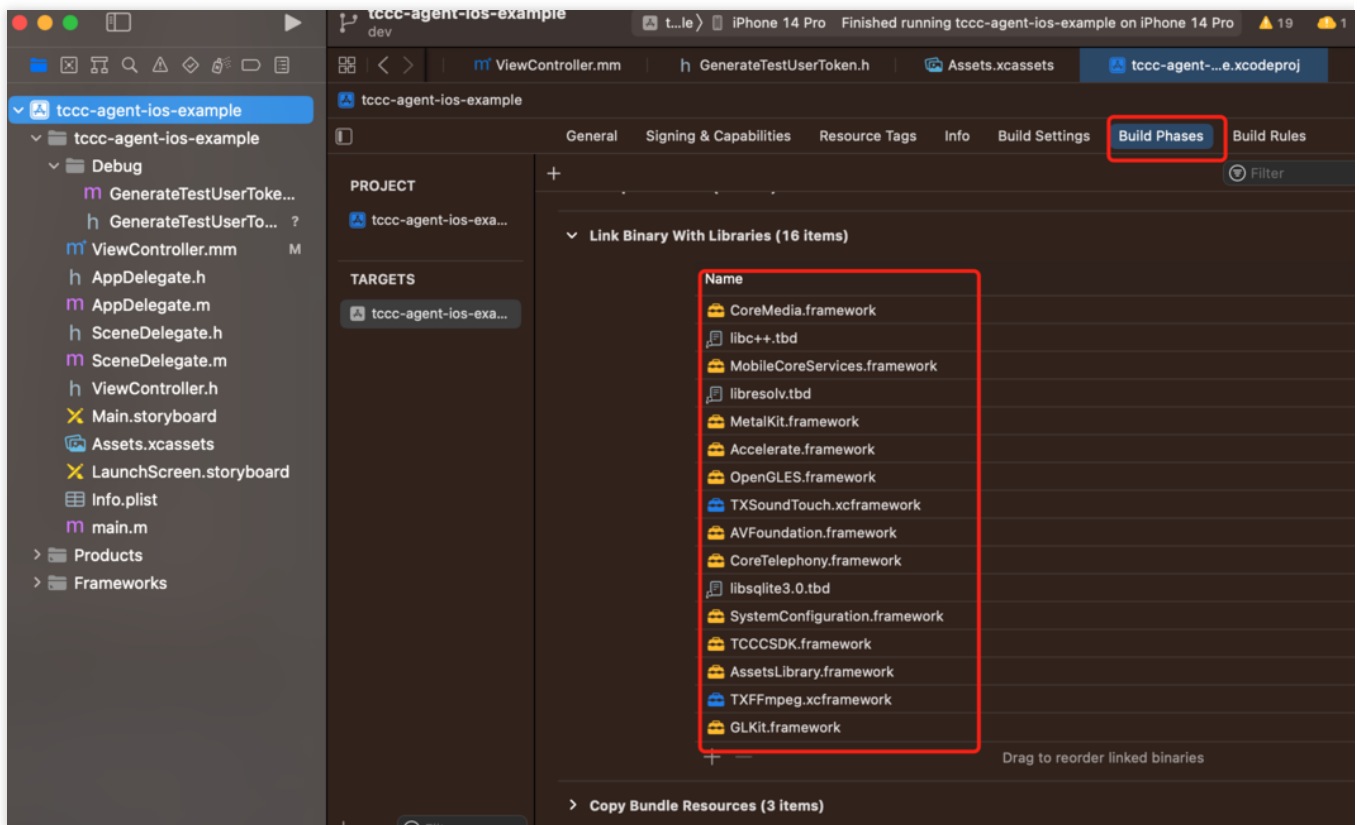 tccc-agent-ios-example
dev
t...le 〉 iPhone 14 Pro Finished running tccc-agent-ios-example on iPhone 14 Pro 19 1
ViewController.mm
GenerateTestUserToken.h
Assets.xcassets
tccc-agent-...e.xcodeproj
tccc-agent-ios-example
tccc-agent-ios-example
Debug
m GenerateTestUserToke...
h GenerateTestUserTo... ?
m ViewController.mm M
h AppDelegate.h
m AppDelegate.m
h SceneDelegate.h
m SceneDelegate.m
h ViewController.h
Main.storyboard
Assets.xcassets
LaunchScreen.storyboard
Info.plist
m main.m
Products
Frameworks
tccc-agent-ios-example
General Signing & Capabilities Resource Tags Info Build Settings Build Phases Build Rules
Filter
PROJECT
tccc-agent-ios-exa...
TARGETS
tccc-agent-ios-exa...
Link Binary With Libraries (16 items)
Name
CoreMedia.framework
libc++.tbd
MobileCoreServices.framework
libresolv.tbd
MetalKit.framework
Accelerate.framework
OpenGLES.framework
TXSoundTouch.xcframework
AVFoundation.framework
CoreTelephony.framework
libsqlite3.0.tbd
SystemConfiguration.framework
TCCCSDK.framework
AssetsLibrary.framework
TXFFmpeg.xcframework
GLKit.framework
Drag to reorder linked binaries
Copy Bundle Resources (3 items)